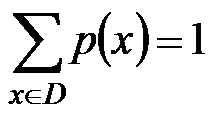 ∑ p(x) = 1
x∈D